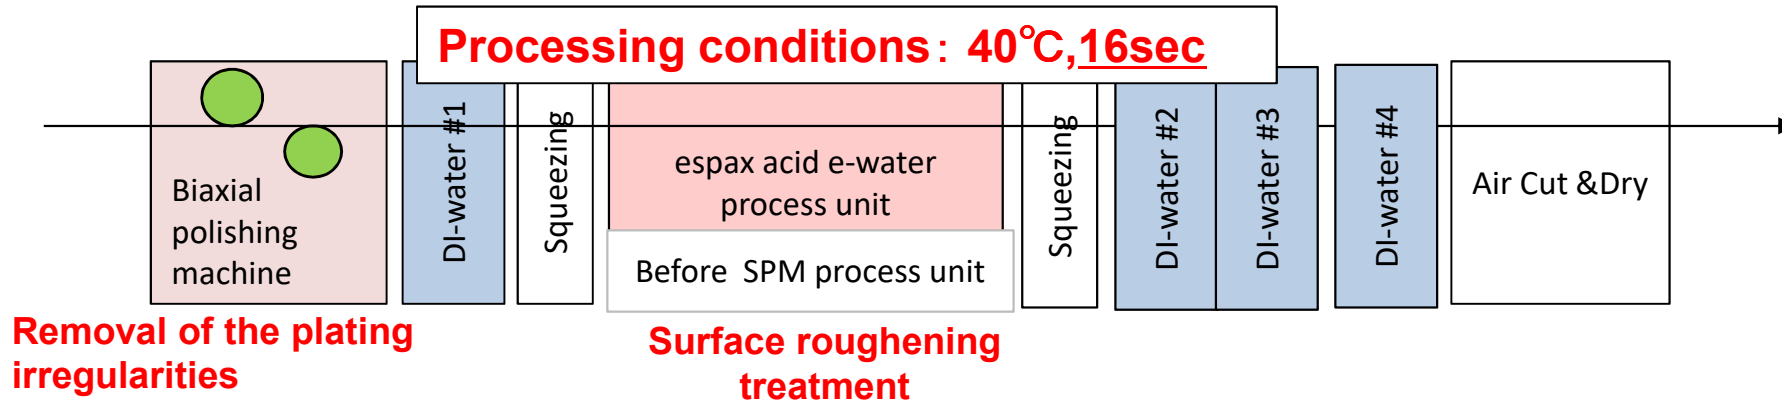 Processing conditions : 40℃,16sec
Biaxial
polishing
machine
DI-water #1
Squeezing
espax acid e-water
process unit
Before SPM process unit
Squeezing
DI-water #2
DI-water #3
DI-water #4
Air Cut &Dry
Removal of the plating
irregularities
Surface roughening
treatment